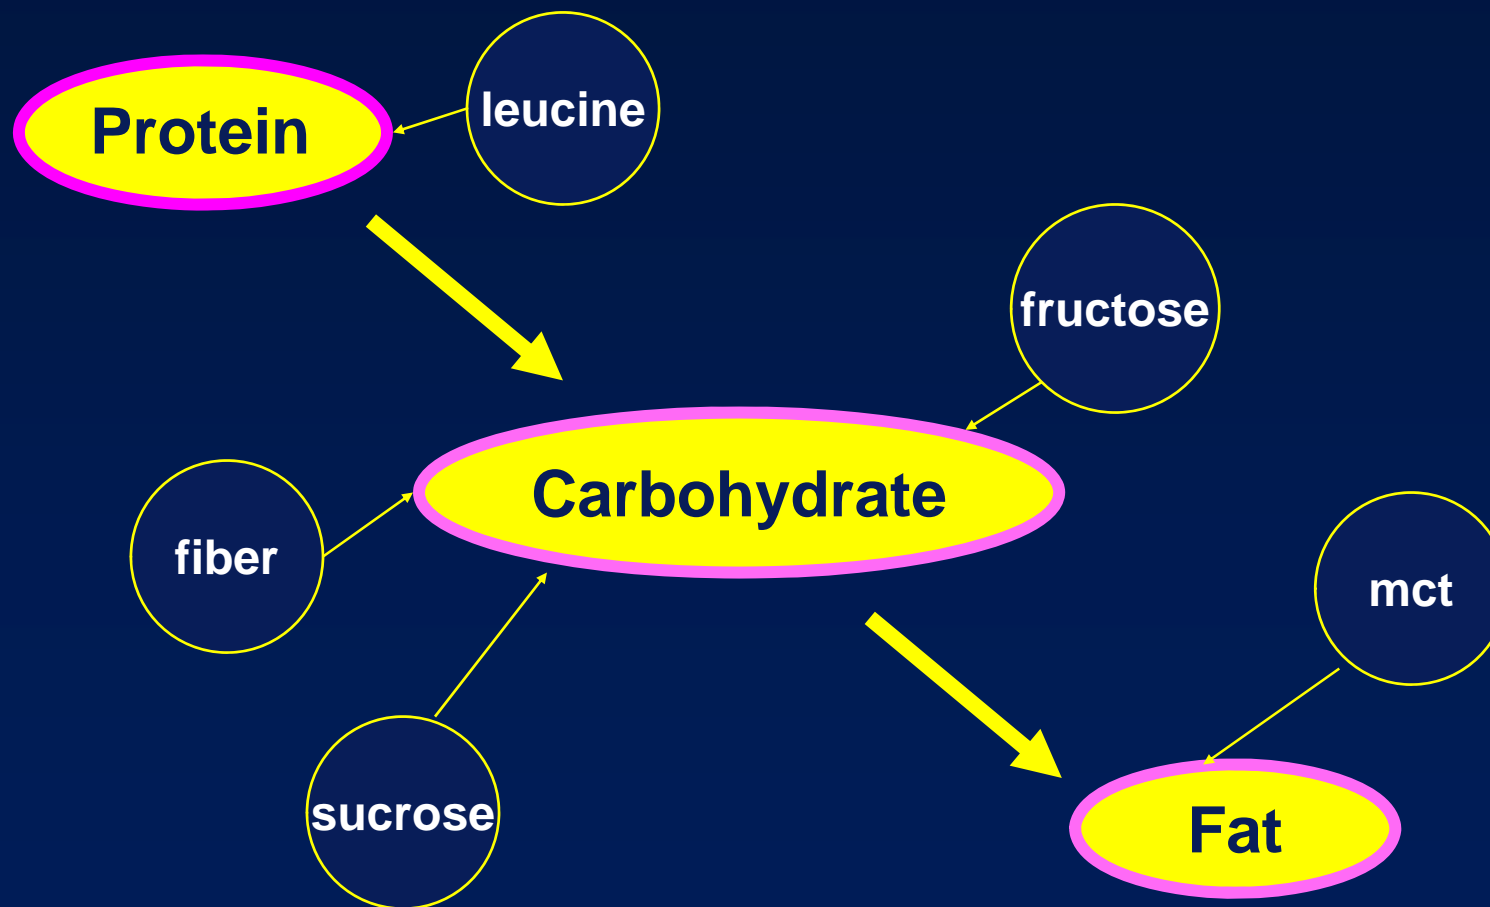 Protein
leucine
fructose
Carbohydrate
fiber
mct
sucrose
Fat